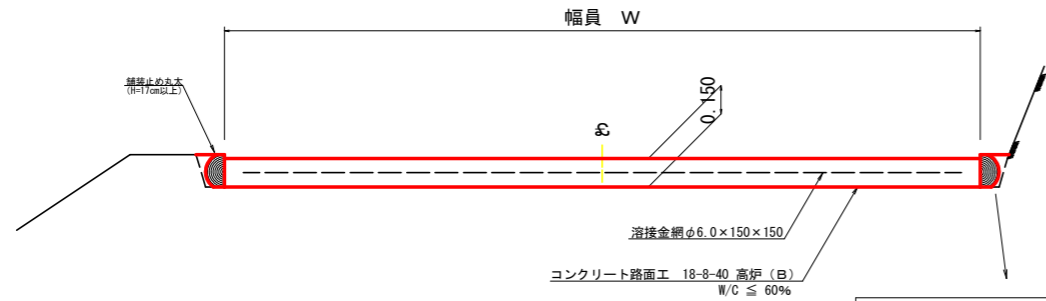 幅員 W
舗装止め丸太
(H=17cm以上)
0.150
溶接金網φ6.0×150×150
コンクリート路面工 18-8-40 高炉（B）
W/C ≦ 60%